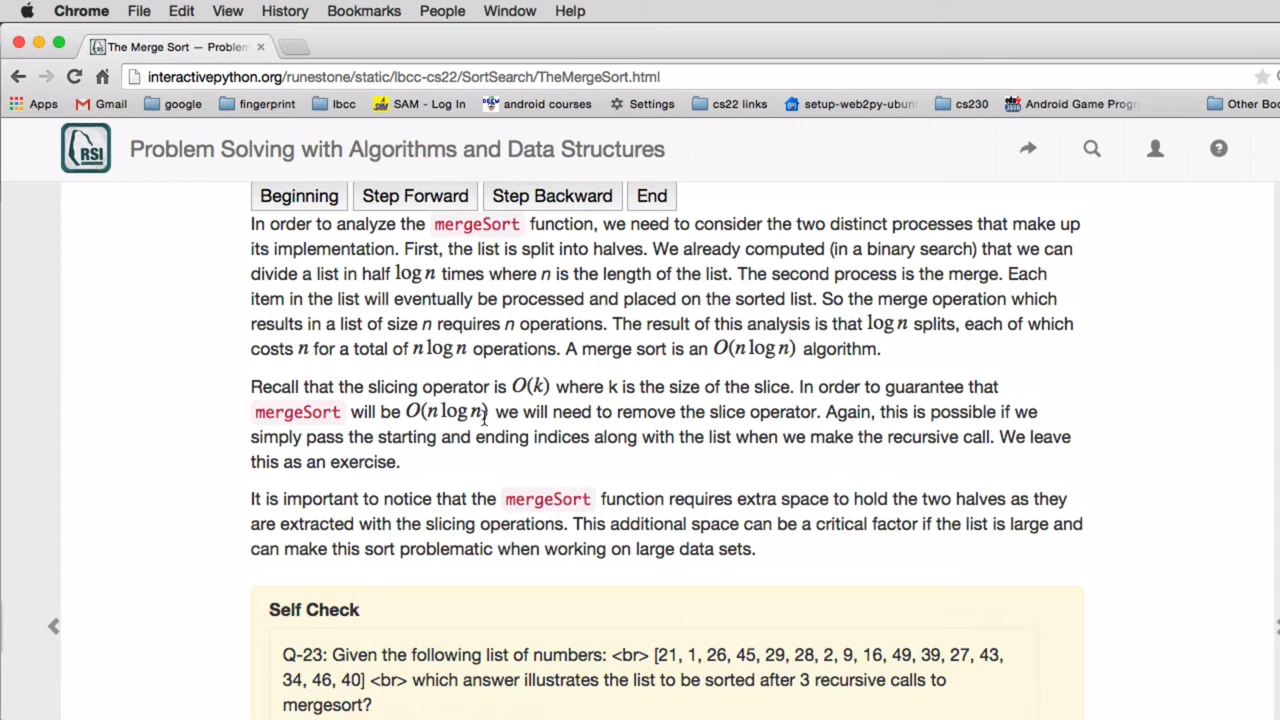 Chrome File Edit View History Bookmarks People Window Help
The Merge Sort — Problem
interactivepython.org/runestone/static/lbcc-cs22/SortSearch/TheMergeSort.html
Apps Gmail google fingerprint lbcc SAM - Log In android courses Settings cs22 links setup-web2py-ubun cs230 Android Game Progr Other Boo
RSI Problem Solving with Algorithms and Data Structures
Beginning Step Forward Step Backward End
In order to analyze the mergeSort function, we need to consider the two distinct processes that make up
its implementation. First, the list is split into halves. We already computed (in a binary search) that we can
divide a list in half log n times where n is the length of the list. The second process is the merge. Each
item in the list will eventually be processed and placed on the sorted list. So the merge operation which
results in a list of size n requires n operations. The result of this analysis is that log n splits, each of which
costs n for a total of n log n operations. A merge sort is an O(n log n) algorithm.
Recall that the slicing operator is O(k) where k is the size of the slice. In order to guarantee that
mergeSort will be O(n log n) we will need to remove the slice operator. Again, this is possible if we
simply pass the starting and ending indices along with the list when we make the recursive call. We leave
this as an exercise.
It is important to notice that the mergeSort function requires extra space to hold the two halves as they
are extracted with the slicing operations. This additional space can be a critical factor if the list is large and
can make this sort problematic when working on large data sets.
Self Check
Q-23: Given the following list of numbers: <br> [21, 1, 26, 45, 29, 28, 2, 9, 16, 49, 39, 27, 43,
34, 46, 40] <br> which answer illustrates the list to be sorted after 3 recursive calls to
mergesort?